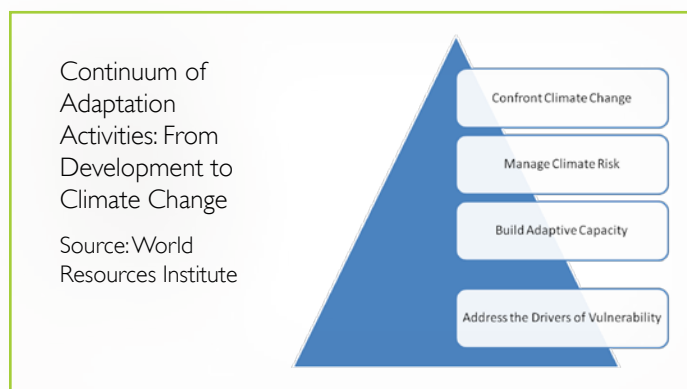 Continuum of
Adaptation
Activities: From
Development to
Climate Change
Source: World
Resources Institute
Confront Climate Change
Manage Climate Risk
Build Adaptive Capacity
Address the Drivers of Vulnerability